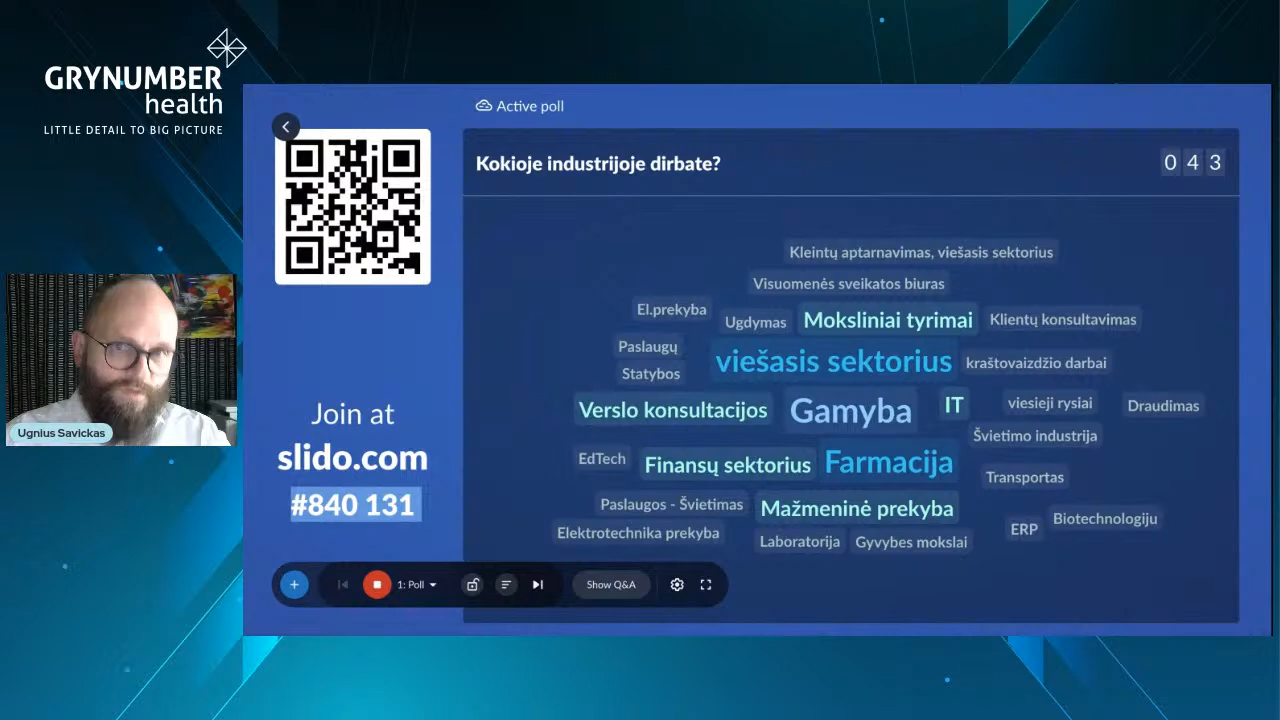 GRYNUMBER
health
LITTLE DETAIL TO BIG PICTURE
Active poll
Kokioje industrijoje dirbate?
0 4 3
Kleintų aptarnavimas, viešasis sektorius
Visuomenės sveikatos biuras
El.prekyba
Ugdymas
Moksliniai tyrimai
Klientų konsultavimas
Paslaugų
viešasis sektorius
kraštovaizdžio darbai
Statybos
Verslo konsultacijos
Gamyba
IT
viesieji rysiai
Draudimas
Švietimo industrija
EdTech
Finansų sektorius
Farmacija
Transportas
Paslaugos - Švietimas
Mažmeninė prekyba
Biotechnologiju
Elektrotechnika prekyba
Laboratorija
Gyvybes mokslai
ERP
Join at
slido.com
#840 131
Ugnius Savickas
1: Poll
Show Q&A